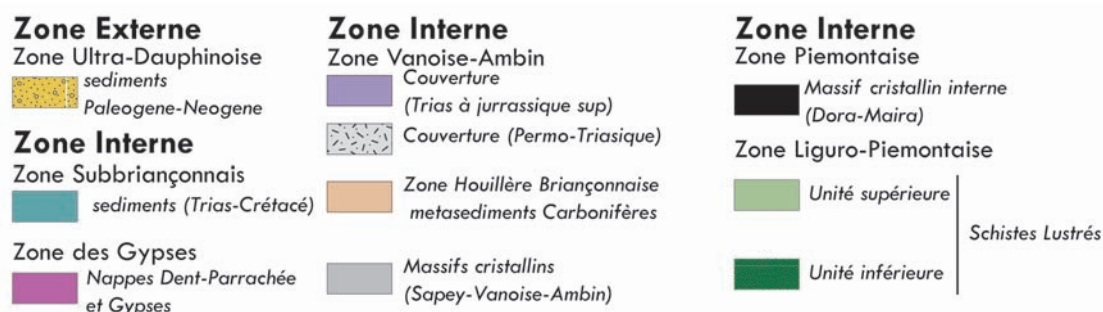 Zone Externe
Zone Ultra-Dauphinoise
sediments
Paleogene-Neogene
Zone Interne
Zone Subbriançonnais
sediments (Trias-Crétacé)
Zone des Gypses
Nappes Dent-Parrachée
et Gypses
Zone Interne
Zone Vanoise-Ambin
Couverture
(Trias à jurrassique sup)
Couverture (Permo-Triasique)
Zone Houillère Briançonnaise
metasediments Carbonifères
Massifs cristallins
(Sapey-Vanoise-Ambin)
Zone Interne
Zone Piemontaise
Massif cristallin interne
(Dora-Maira)
Zone Liguro-Piemontaise
Unité supérieure
Schistes Lustrés
Unité inférieure